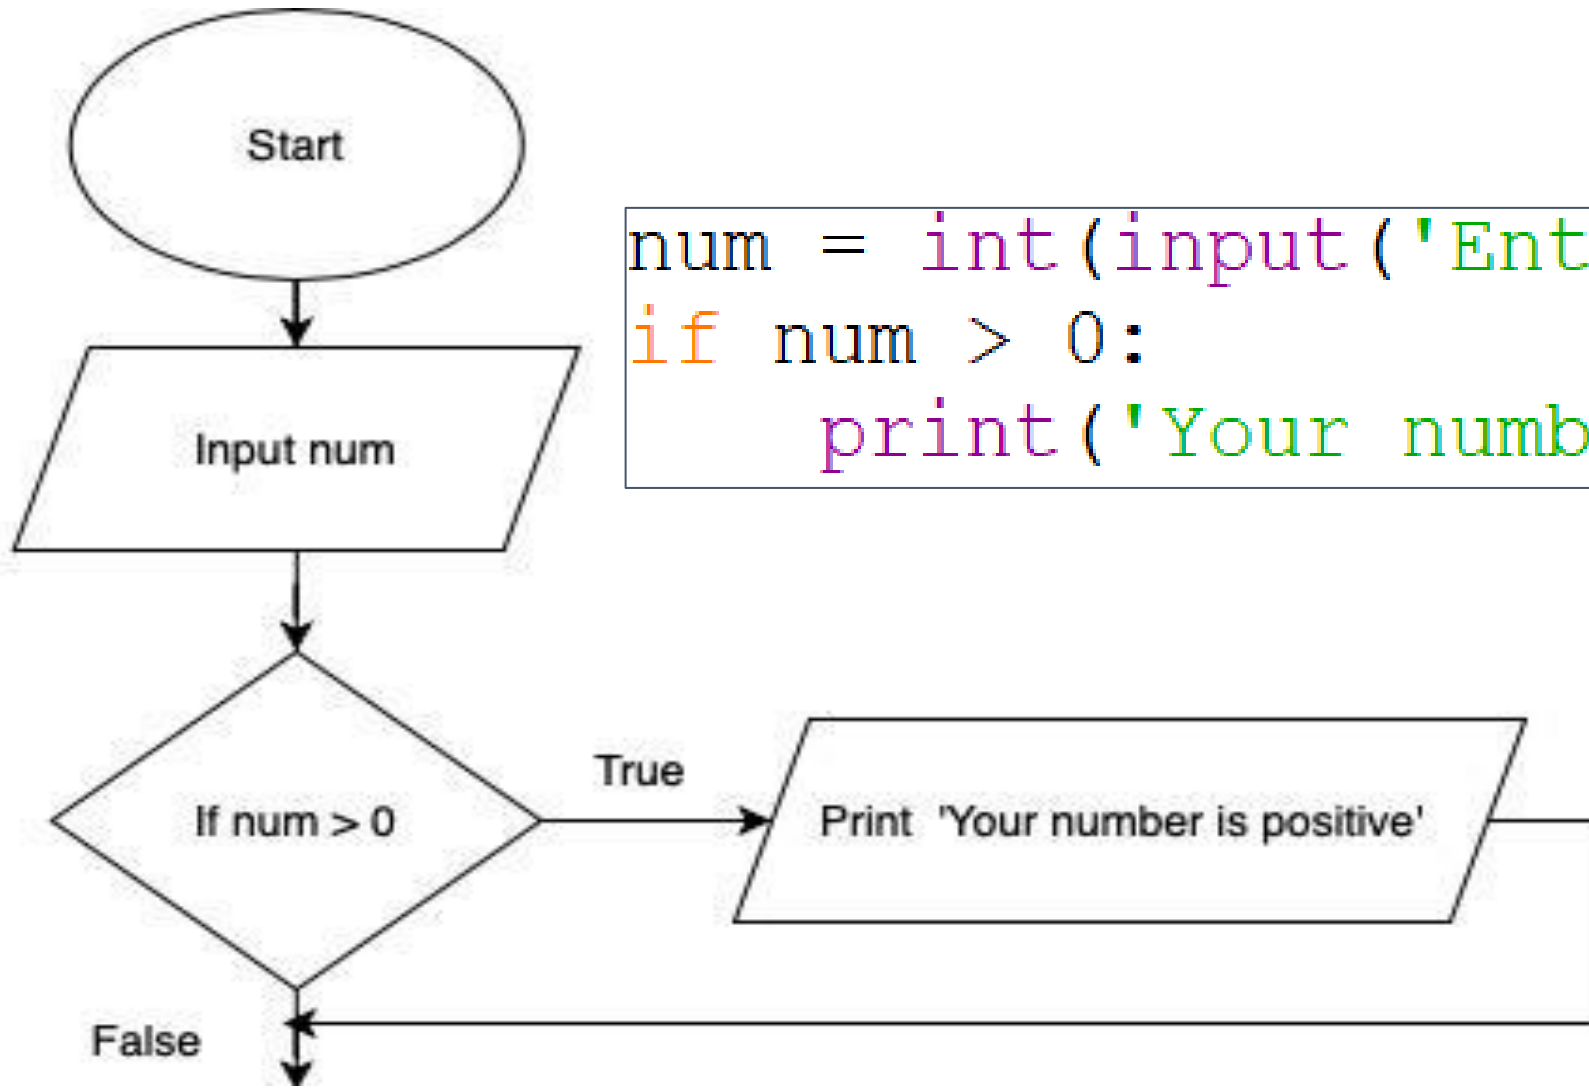 Start
num = int(input('Ent
if num > 0:
    print('Your numb
Input num
If num > 0
True
Print 'Your number is positive'
False